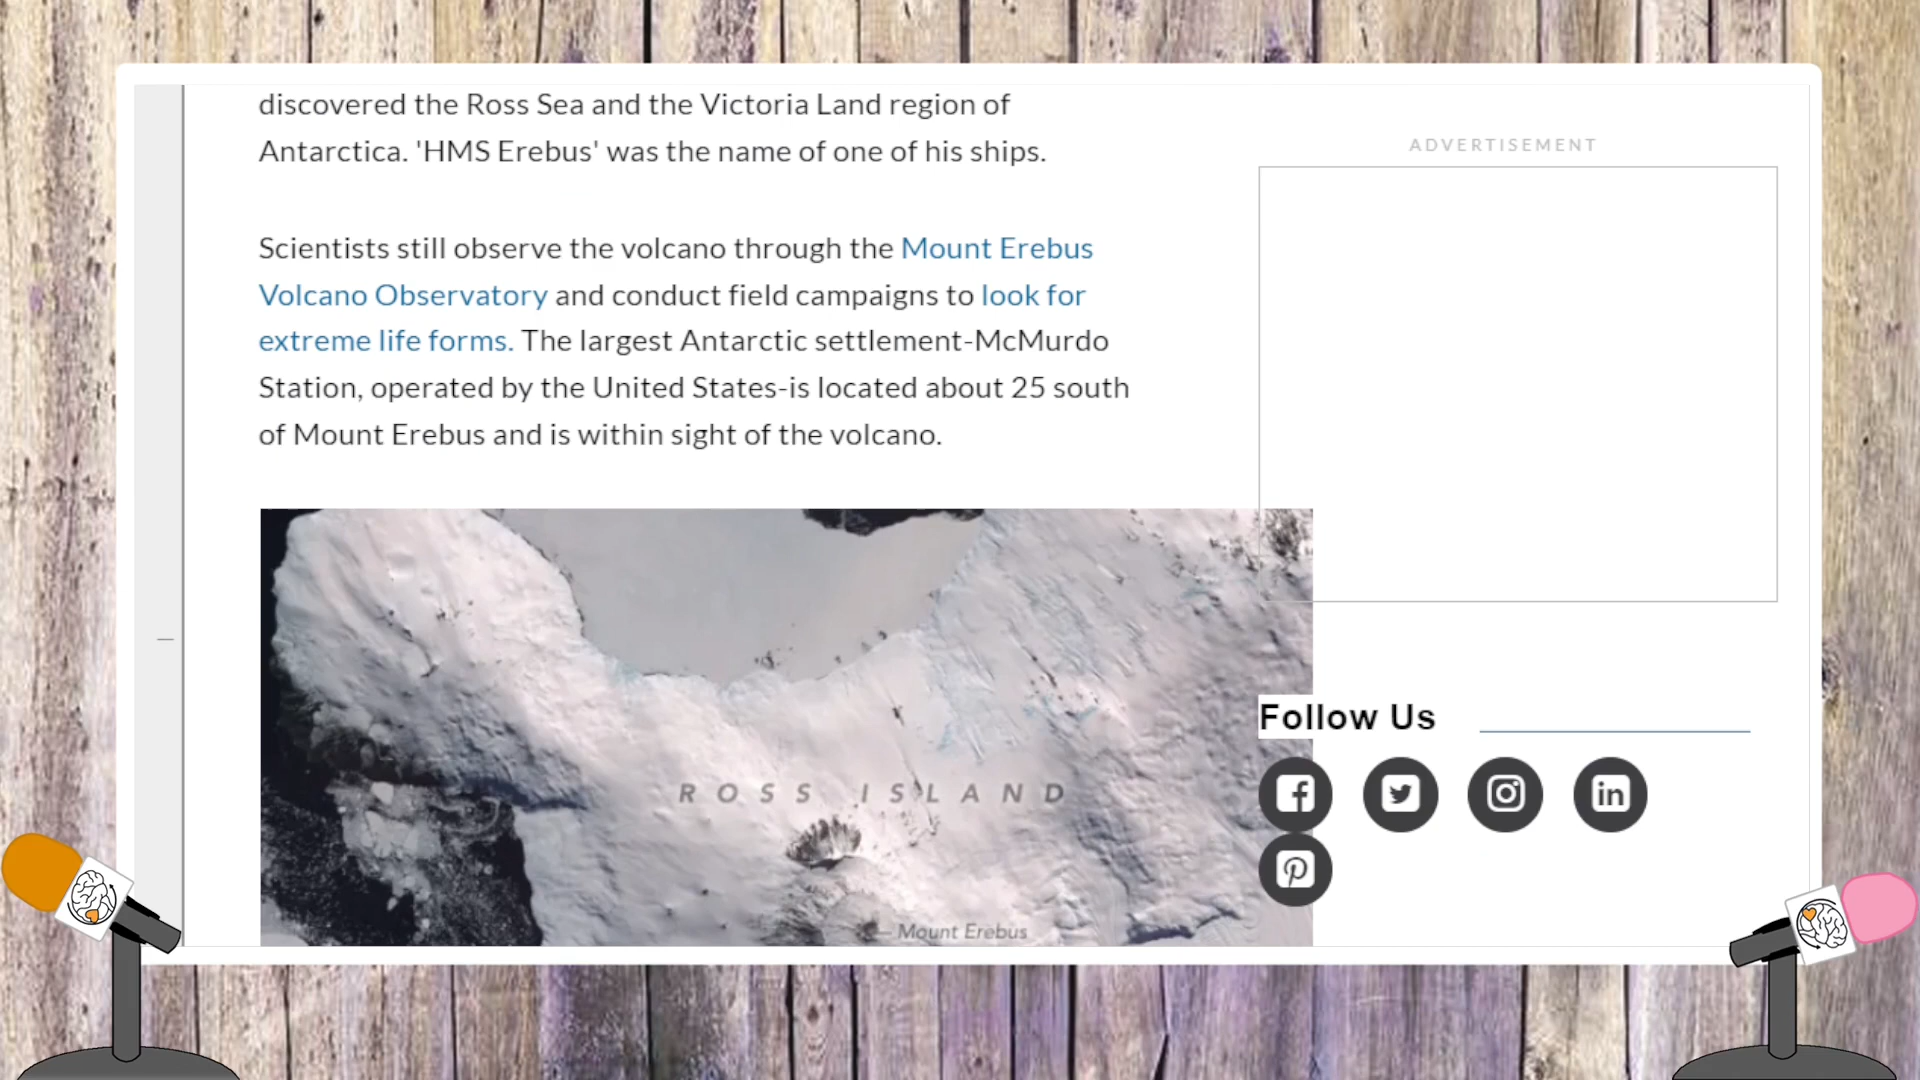 discovered the Ross Sea and the Victoria Land region of
Antarctica. 'HMS Erebus' was the name of one of his ships.
Scientists still observe the volcano through the Mount Erebus
Volcano Observatory and conduct field campaigns to look for
extreme life forms. The largest Antarctic settlement-McMurdo
Station, operated by the United States-is located about 25 south
of Mount Erebus and is within sight of the volcano.
ROSS ISLAND
Mount Erebus
ADVERTISEMENT
Follow Us